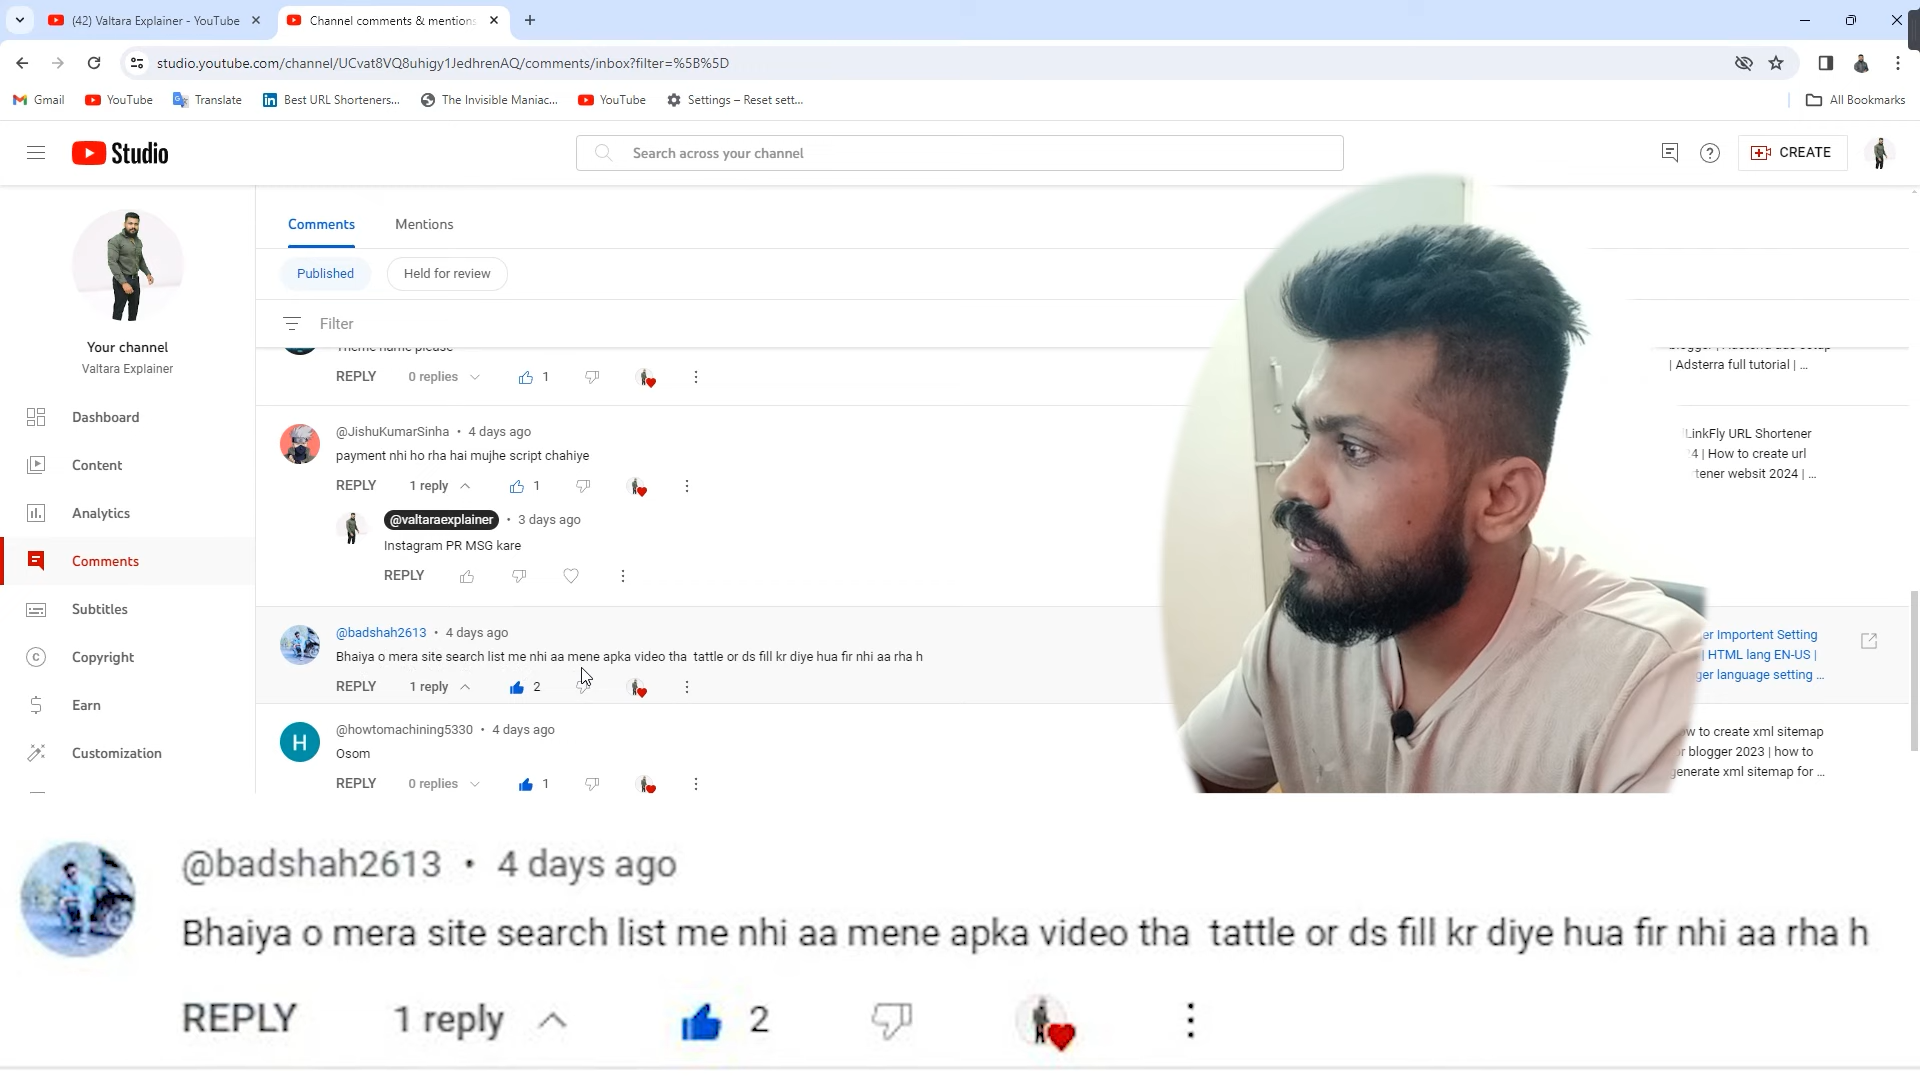 (42) Valtara Explainer - YouTube
Channel comments & mentions
studio.youtube.com/channel/UCvat8VQ8uhigy1JedhrenAQ/comments/inbox?filter=%5B%5D
Gmail
YouTube
Translate
Best URL Shorteners...
The Invisible Maniac...
YouTube
Settings – Reset sett...
All Bookmarks
Studio
Search across your channel
CREATE
Your channel
Valtara Explainer
Dashboard
Content
Analytics
Comments
Subtitles
Copyright
Earn
Customization
Comments
Mentions
Published
Held for review
Filter
Theme name please
REPLY 0 replies 1
| Adsterra full tutorial | ...
@JishuKumarSinha • 4 days ago
payment nhi ho rha hai mujhe script chahiye
REPLY 1 reply 1
LinkFly URL Shortener
4 | How to create url
tener websit 2024 | ...
@valtaraexplainer • 3 days ago
Instagram PR MSG kare
REPLY
@badshah2613 • 4 days ago
Bhaiya o mera site search list me nhi aa mene apka video tha tattle or ds fill kr diye hua fir nhi aa rha h
REPLY 1 reply 2
er Importent Setting
| HTML lang EN-US |
ger language setting ...
@howtomachining5330 • 4 days ago
Osom
REPLY 0 replies 1
w to create xml sitemap
r blogger 2023 | how to
generate xml sitemap for ...
@badshah2613 • 4 days ago
Bhaiya o mera site search list me nhi aa mene apka video tha tattle or ds fill kr diye hua fir nhi aa rha h
REPLY 1 reply 2
H